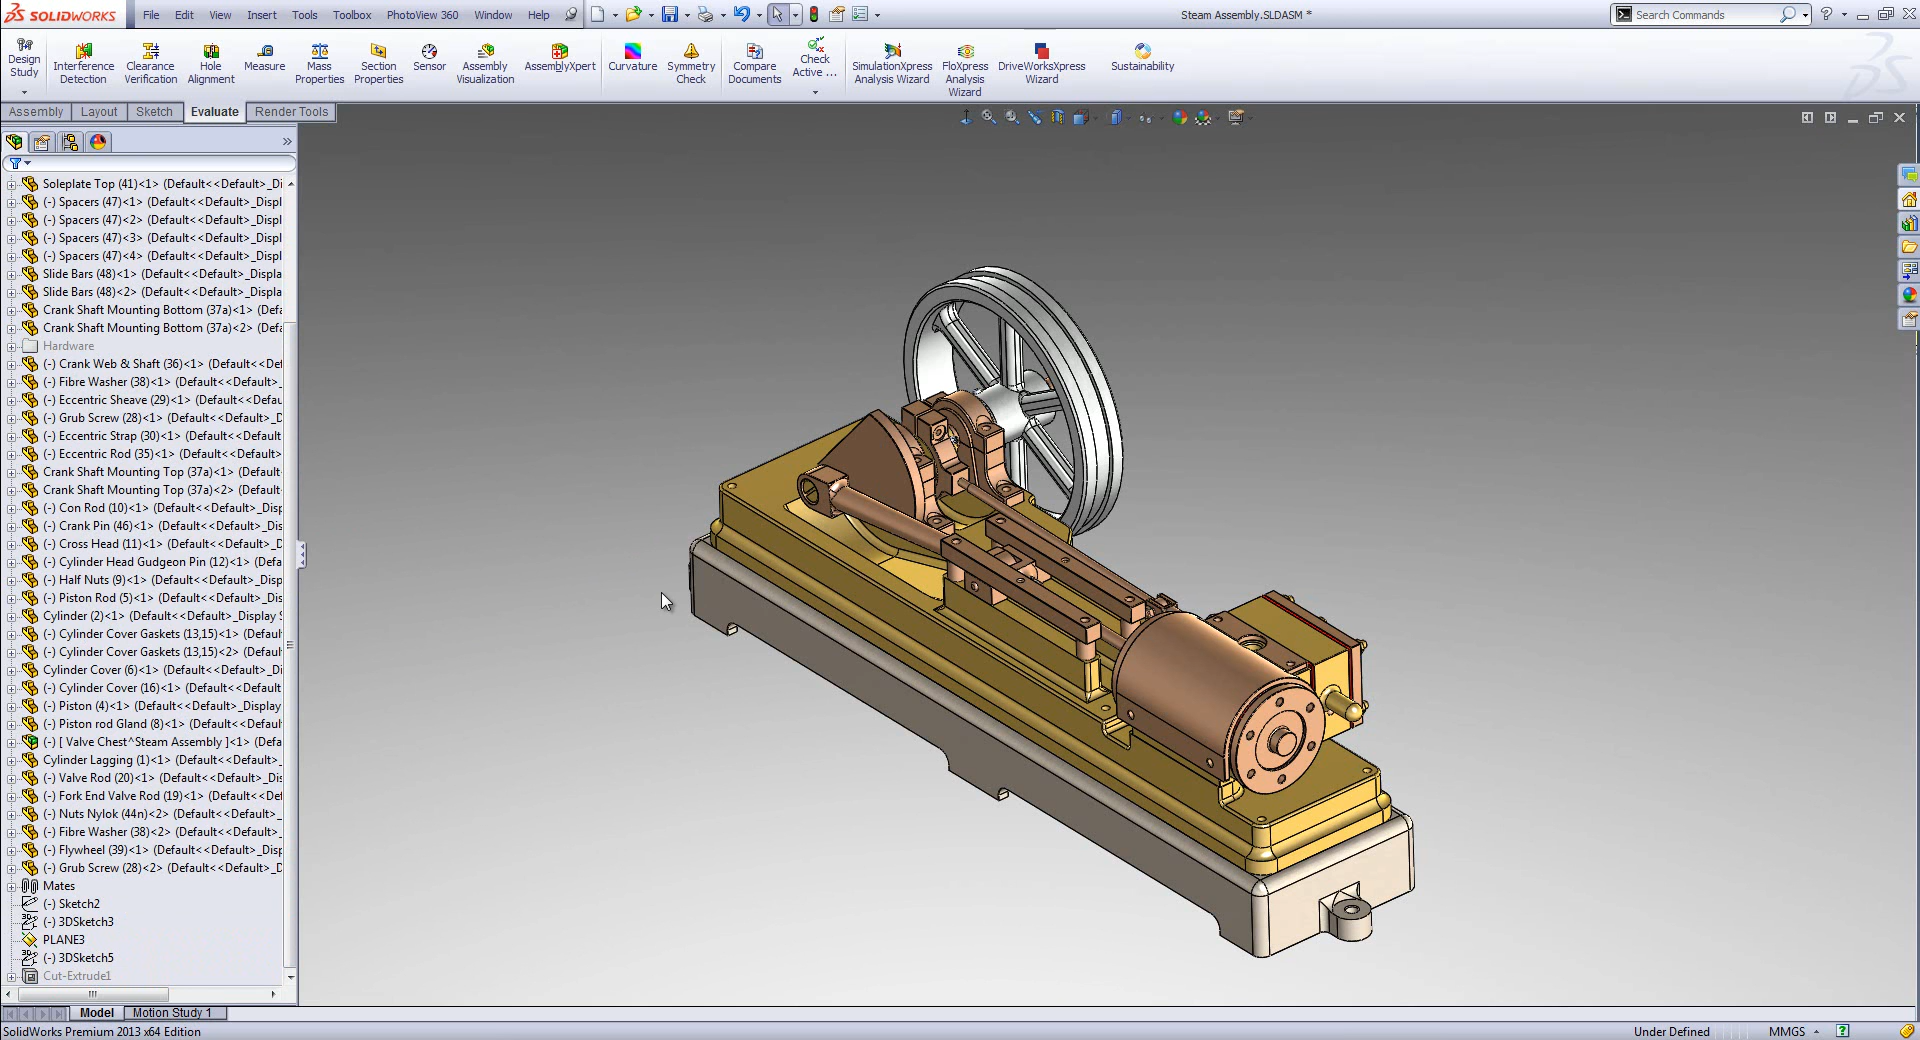 SOLIDWORKS File Edit View Insert Tools Toolbox PhotoView 360 Window Help Steam Assembly.SLDASM * Search Commands
Design Study
Interference Detection
Clearance Verification
Hole Alignment
Measure
Mass Properties
Section Properties
Sensor
Assembly Visualization
AssemblyXpert
Curvature
Symmetry Check
Compare Documents
Check Active ...
SimulationXpress Analysis Wizard
FloXpress Analysis Wizard
DriveWorksXpress Wizard
Sustainability
Assembly Layout Sketch Evaluate Render Tools
Soleplate Top (41)<1> (Default<<Default>_Di
(-) Spacers (47)<1> (Default<<Default>_Displ
(-) Spacers (47)<2> (Default<<Default>_Displ
(-) Spacers (47)<3> (Default<<Default>_Displ
(-) Spacers (47)<4> (Default<<Default>_Displ
Slide Bars (48)<1> (Default<<Default>_Displa
Slide Bars (48)<2> (Default<<Default>_Displa
Crank Shaft Mounting Bottom (37a)<1> (Defa
Crank Shaft Mounting Bottom (37a)<2> (Defa
Hardware
(-) Crank Web & Shaft (36)<1> (Default<<Def
(-) Fibre Washer (38)<1> (Default<<Default>_
(-) Eccentric Sheave (29)<1> (Default<<Defau
(-) Grub Screw (28)<1> (Default<<Default>_D
(-) Eccentric Strap (30)<1> (Default<<Default
(-) Eccentric Rod (35)<1> (Default<<Default>_
Crank Shaft Mounting Top (37a)<1> (Default
Crank Shaft Mounting Top (37a)<2> (Default
(-) Con Rod (10)<1> (Default<<Default>_Disp
(-) Crank Pin (46)<1> (Default<<Default>_Dis
(-) Cross Head (11)<1> (Default<<Default>_D
(-) Cylinder Head Gudgeon Pin (12)<1> (Defa
(-) Half Nuts (9)<1> (Default<<Default>_Disp
(-) Piston Rod (5)<1> (Default<<Default>_Dis
Cylinder (2)<1> (Default<<Default>_Display S
(-) Cylinder Cover Gaskets (13,15)<1> (Defaul
(-) Cylinder Cover Gaskets (13,15)<2> (Defaul
Cylinder Cover (6)<1> (Default<<Default>_Di
(-) Cylinder Cover (16)<1> (Default<<Default
(-) Piston (4)<1> (Default<<Default>_Display
(-) Piston rod Gland (8)<1> (Default<<Defaul
(-) [ Valve Chest^Steam Assembly ]<1> (Defa
Cylinder Lagging (1)<1> (Default<<Default>_
(-) Valve Rod (20)<1> (Default<<Default>_Dis
(-) Fork End Valve Rod (19)<1> (Default<<Def
(-) Nuts Nylok (44n)<2> (Default<<Default>_
(-) Fibre Washer (38)<2> (Default<<Default>_
(-) Flywheel (39)<1> (Default<<Default>_Disp
(-) Grub Screw (28)<2> (Default<<Default>_D
Mates
(-) Sketch2
(-) 3DSketch3
PLANE3
(-) 3DSketch5
Cut-Extrude1
Model Motion Study 1
SolidWorks Premium 2013 x64 Edition Under Defined MMGS